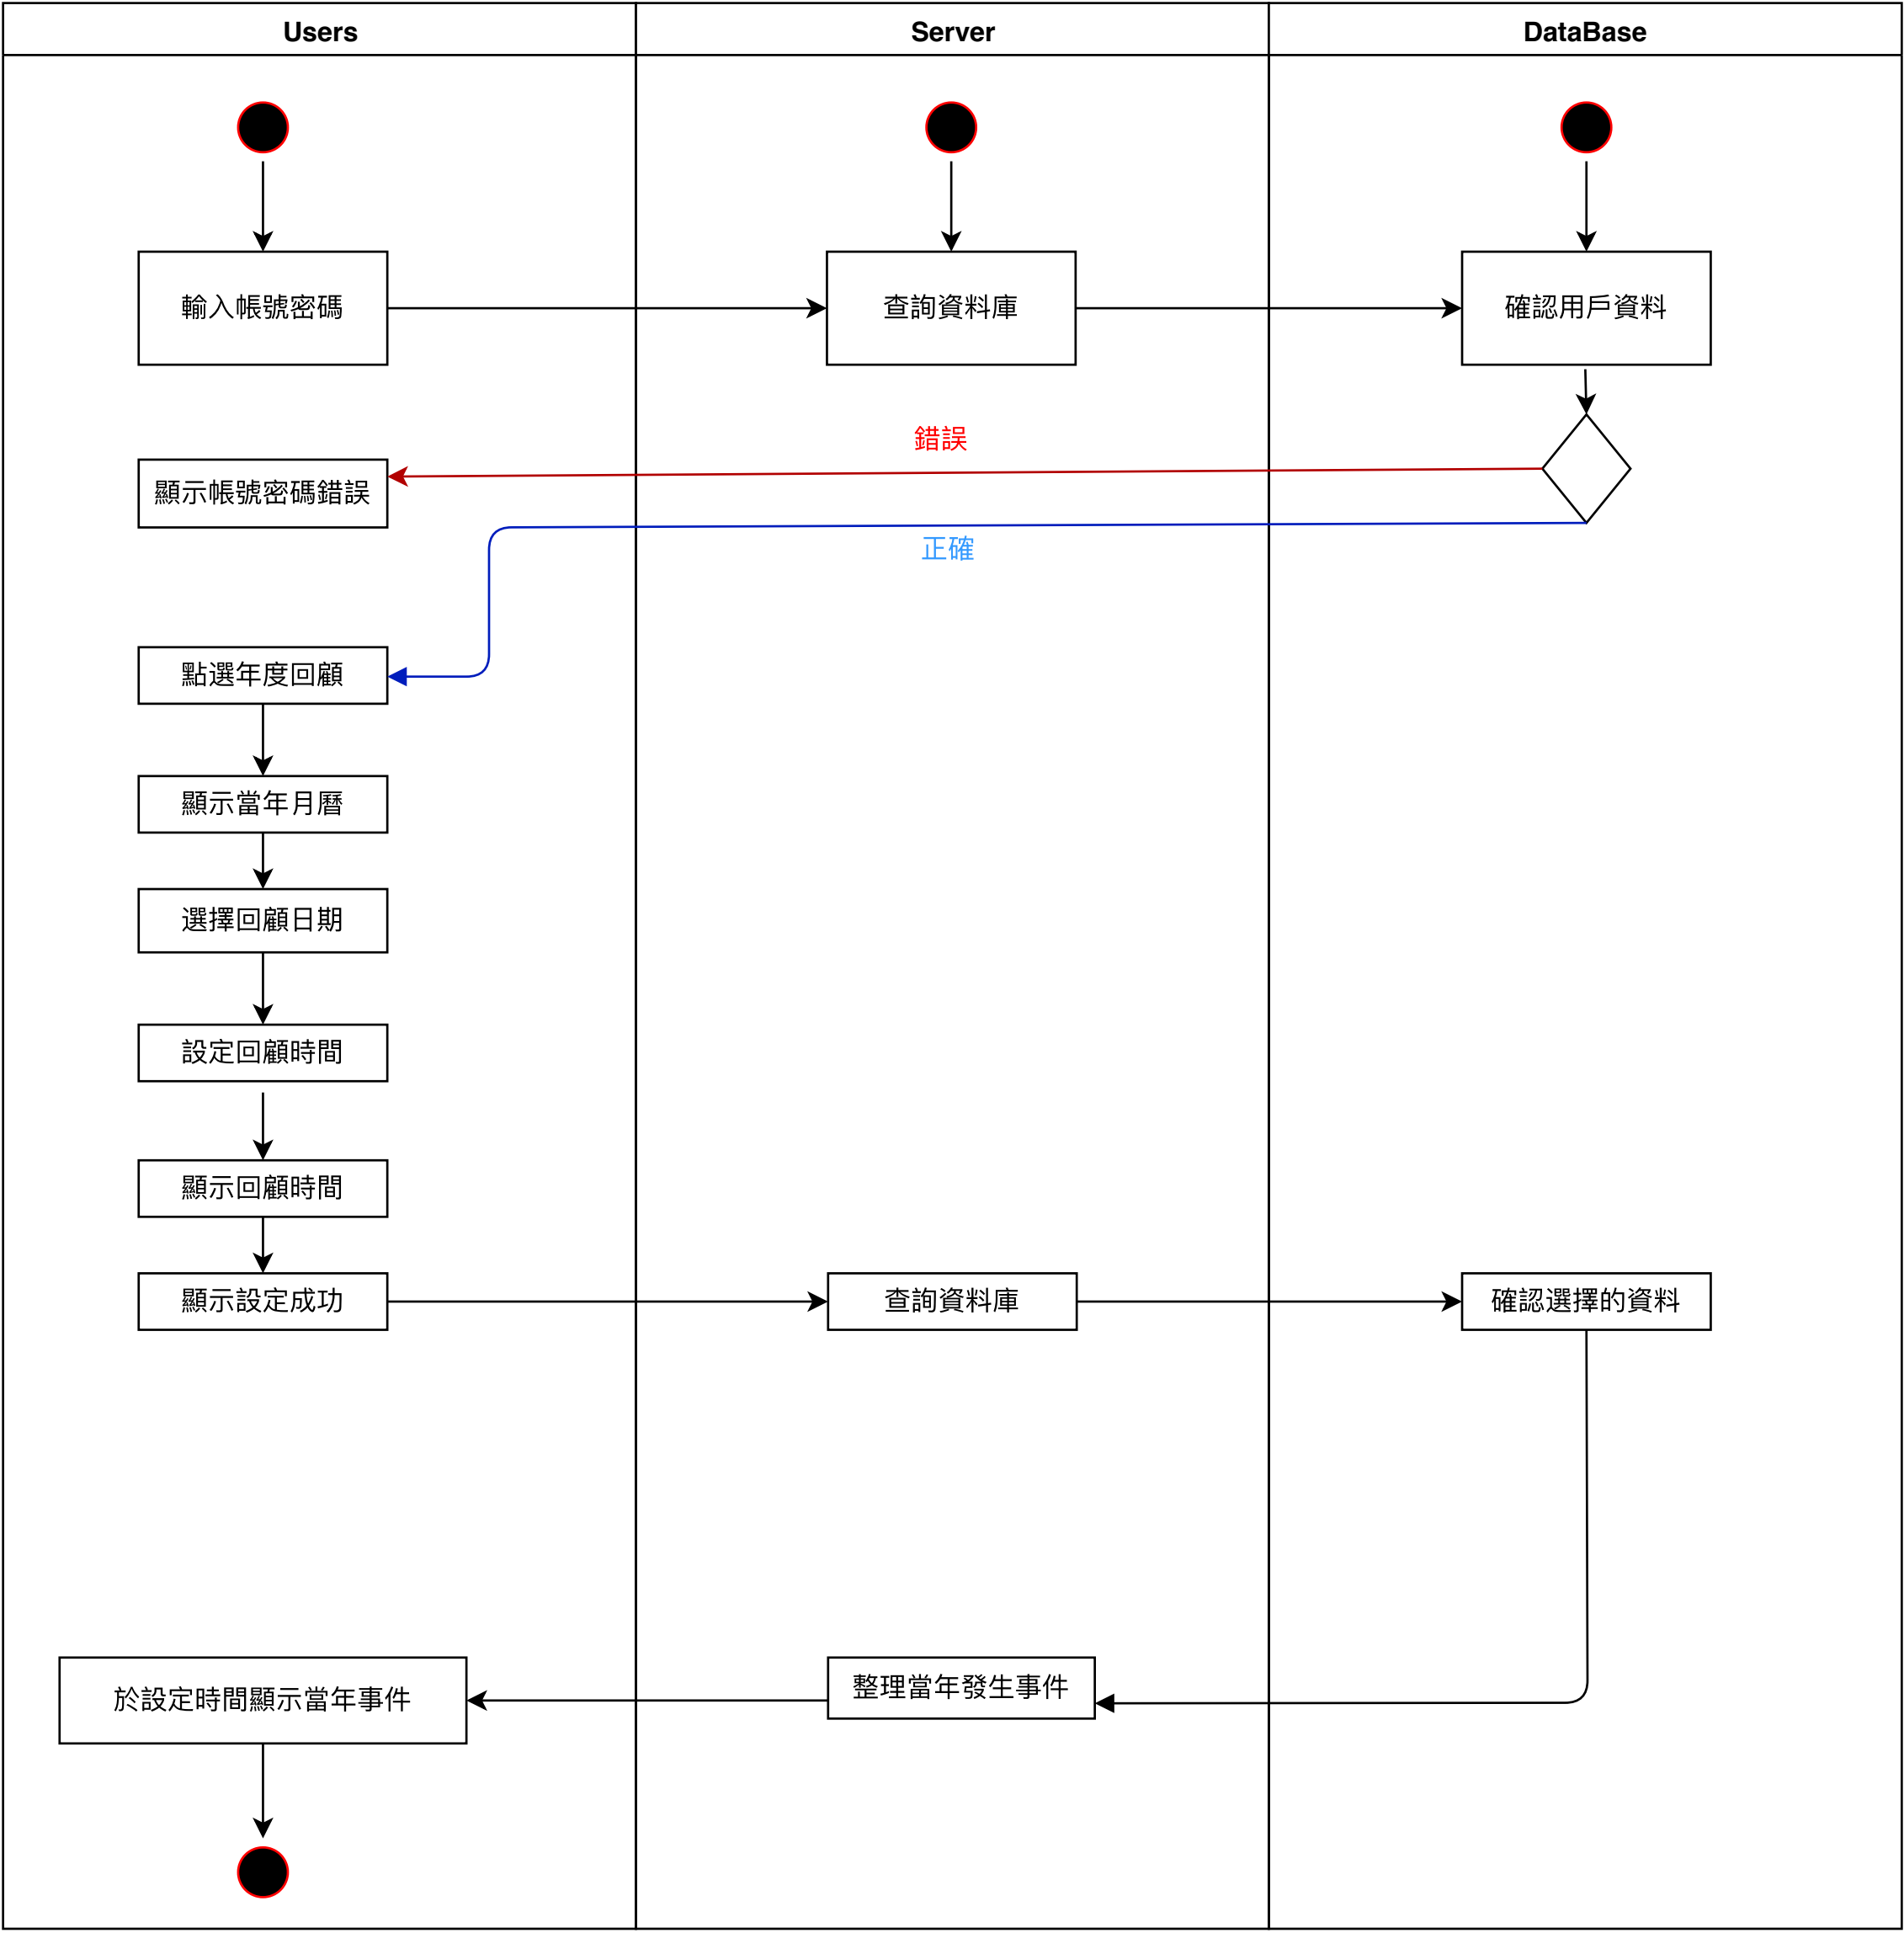 Users
Server
DataBase
輸入帳號密碼
查詢資料庫
確認用戶資料
錯誤
顯示帳號密碼錯誤
正確
點選年度回顧
顯示當年月曆
選擇回顧日期
設定回顧時間
顯示回顧時間
顯示設定成功
查詢資料庫
確認選擇的資料
於設定時間顯示當年事件
整理當年發生事件